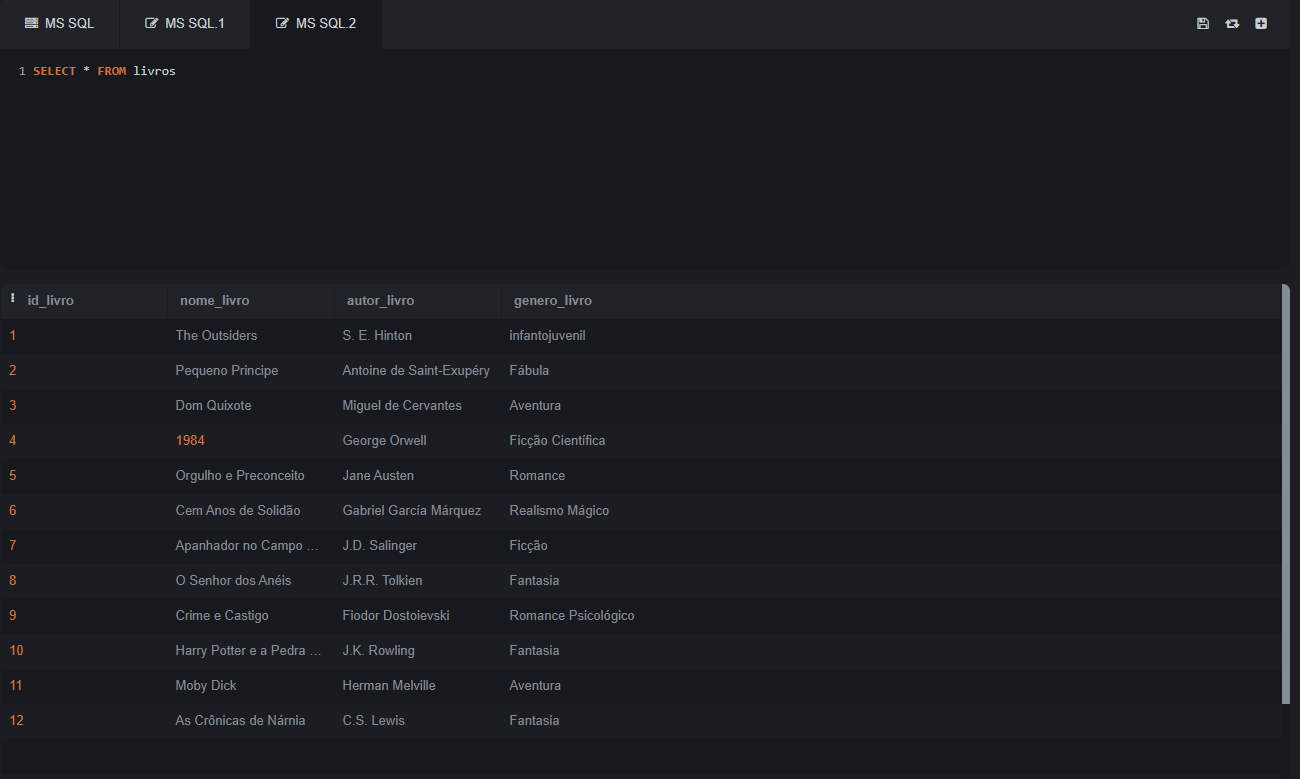 MS SQL MS SQL.1 MS SQL.2
1 SELECT * FROM livros
id_livro nome_livro autor_livro genero_livro
1 The Outsiders S. E. Hinton infantojuvenil
2 Pequeno Principe Antoine de Saint-Exupéry Fábula
3 Dom Quixote Miguel de Cervantes Aventura
4 1984 George Orwell Ficção Científica
5 Orgulho e Preconceito Jane Austen Romance
6 Cem Anos de Solidão Gabriel García Márquez Realismo Mágico
7 Apanhador no Campo ... J.D. Salinger Ficção
8 O Senhor dos Anéis J.R.R. Tolkien Fantasia
9 Crime e Castigo Fiodor Dostoievski Romance Psicológico
10 Harry Potter e a Pedra ... J.K. Rowling Fantasia
11 Moby Dick Herman Melville Aventura
12 As Crônicas de Nárnia C.S. Lewis Fantasia